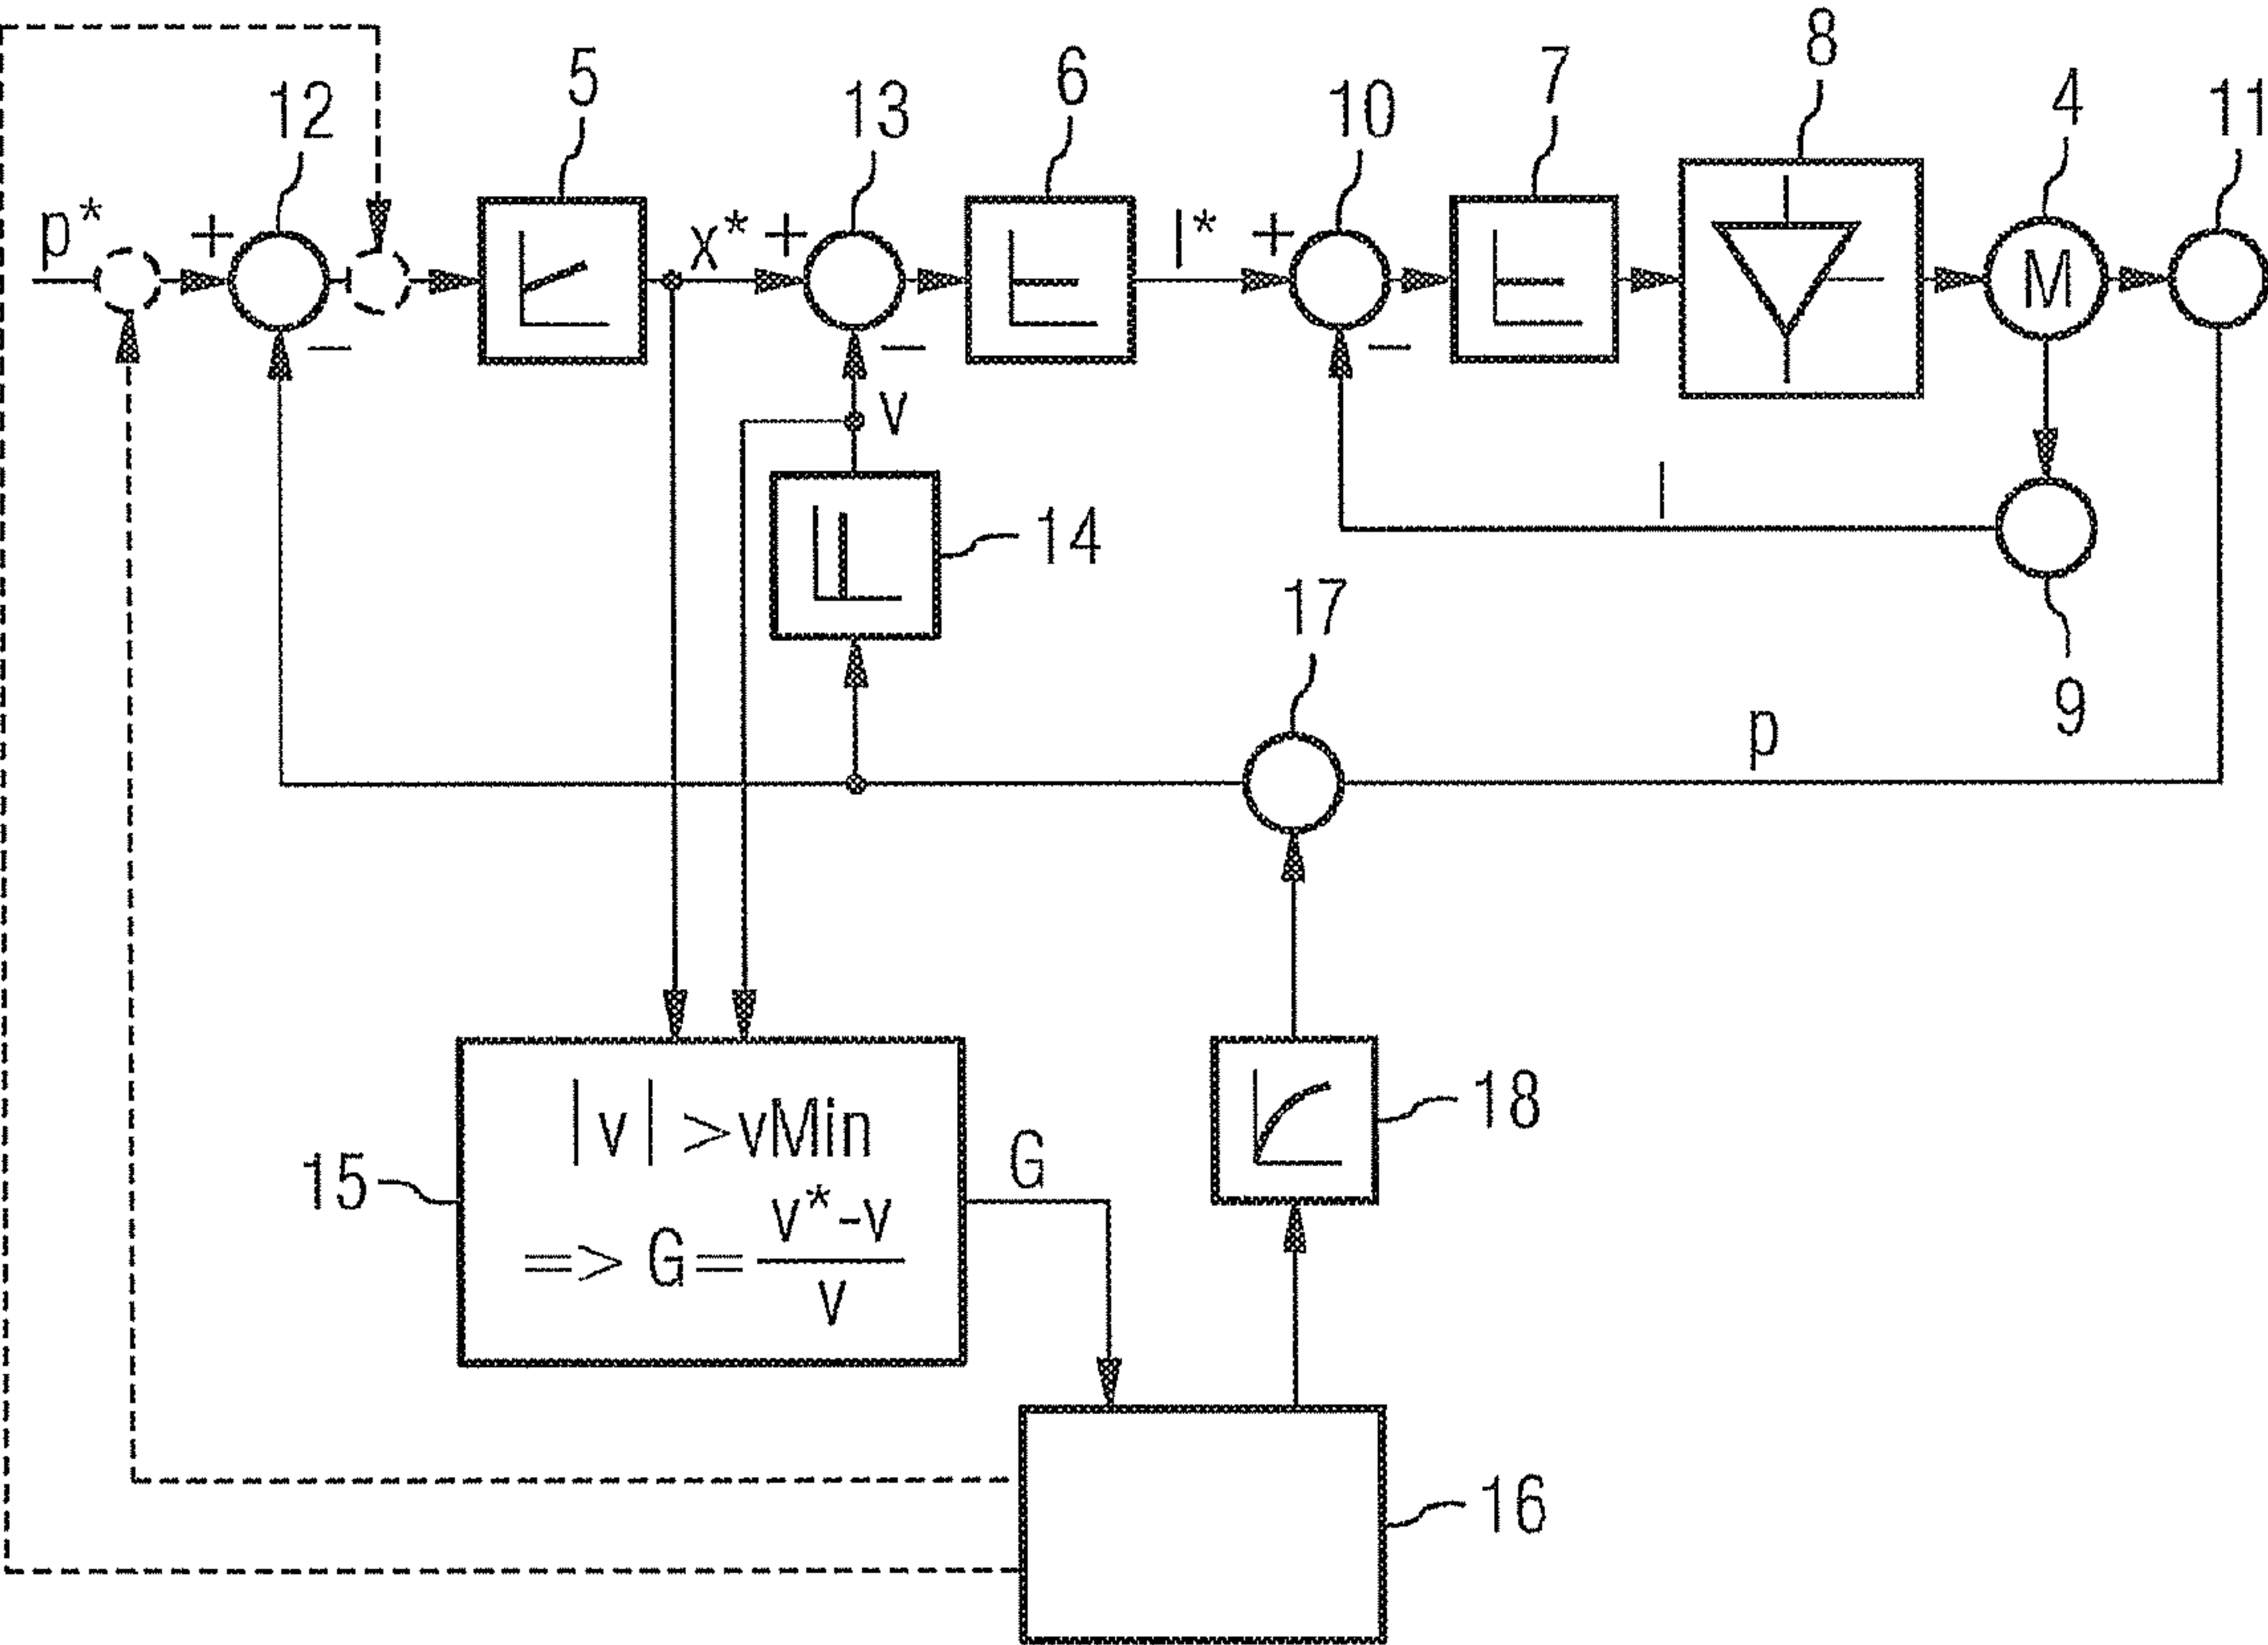 8
5
6
7
4
12
13
10
11
p* + x* + I* + M
− − −
v
I
14
17
9
p
|v| >vMin
18
15
G
=> G= v*-v
v
16